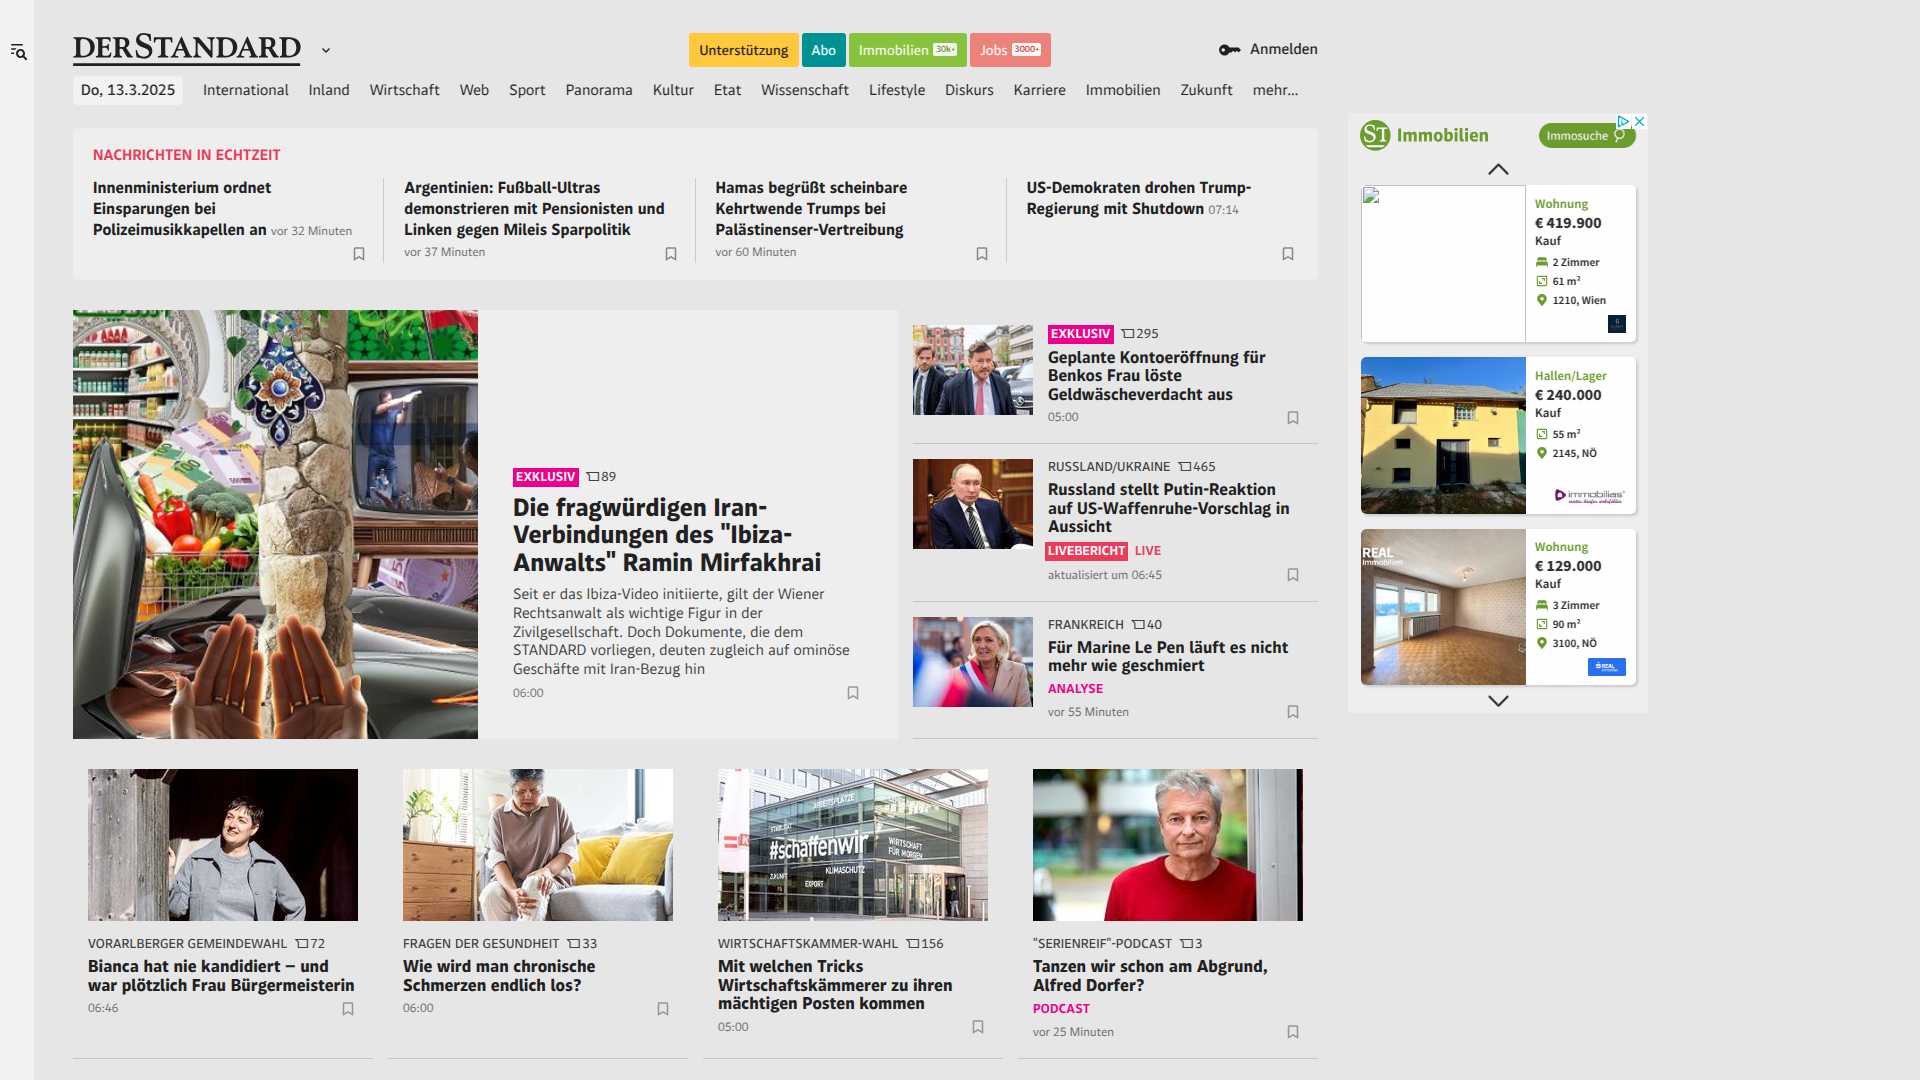 DERSTANDARD
Unterstützung
Abo
Immobilien 30k+
Jobs 3000+
Anmelden
Do, 13.3.2025
International
Inland
Wirtschaft
Web
Sport
Panorama
Kultur
Etat
Wissenschaft
Lifestyle
Diskurs
Karriere
Immobilien
Zukunft
mehr...
NACHRICHTEN IN ECHTZEIT
Innenministerium ordnet
Einsparungen bei
Polizeimusikkapellen an vor 32 Minuten
Argentinien: Fußball-Ultras
demonstrieren mit Pensionisten und
Linken gegen Mileis Sparpolitik
vor 37 Minuten
Hamas begrüßt scheinbare
Kehrtwende Trumps bei
Palästinenser-Vertreibung
vor 60 Minuten
US-Demokraten drohen Trump-
Regierung mit Shutdown 07:14
EXKLUSIV 89
Die fragwürdigen Iran-
Verbindungen des "Ibiza-
Anwalts" Ramin Mirfakhrai
Seit er das Ibiza-Video initiierte, gilt der Wiener
Rechtsanwalt als wichtige Figur in der
Zivilgesellschaft. Doch Dokumente, die dem
STANDARD vorliegen, deuten zugleich auf ominöse
Geschäfte mit Iran-Bezug hin
06:00
EXKLUSIV 295
Geplante Kontoeröffnung für
Benkos Frau löste
Geldwäscheverdacht aus
05:00
RUSSLAND/UKRAINE 465
Russland stellt Putin-Reaktion
auf US-Waffenruhe-Vorschlag in
Aussicht
LIVEBERICHT LIVE
aktualisiert um 06:45
FRANKREICH 40
Für Marine Le Pen läuft es nicht
mehr wie geschmiert
ANALYSE
vor 55 Minuten
ST Immobilien
Immosuche
Wohnung
€ 419.900
Kauf
2 Zimmer
61 m²
1210, Wien
Hallen/Lager
€ 240.000
Kauf
55 m²
2145, NÖ
immobilias
REAL
Immobilien
Wohnung
€ 129.000
Kauf
3 Zimmer
90 m²
3100, NÖ
REAL
VORARLBERGER GEMEINDEWAHL 72
Bianca hat nie kandidiert – und
war plötzlich Frau Bürgermeisterin
06:46
FRAGEN DER GESUNDHEIT 33
Wie wird man chronische
Schmerzen endlich los?
06:00
ARBEITSPLÄTZE
#schaffenwir
WIRTSCHAFT
FÜR MORGEN
KLIMASCHUTZ
ZUKUNFT
EXPORT
WIRTSCHAFTSKAMMER-WAHL 156
Mit welchen Tricks
Wirtschaftskämmerer zu ihren
mächtigen Posten kommen
05:00
"SERIENREIF"-PODCAST 3
Tanzen wir schon am Abgrund,
Alfred Dorfer?
PODCAST
vor 25 Minuten